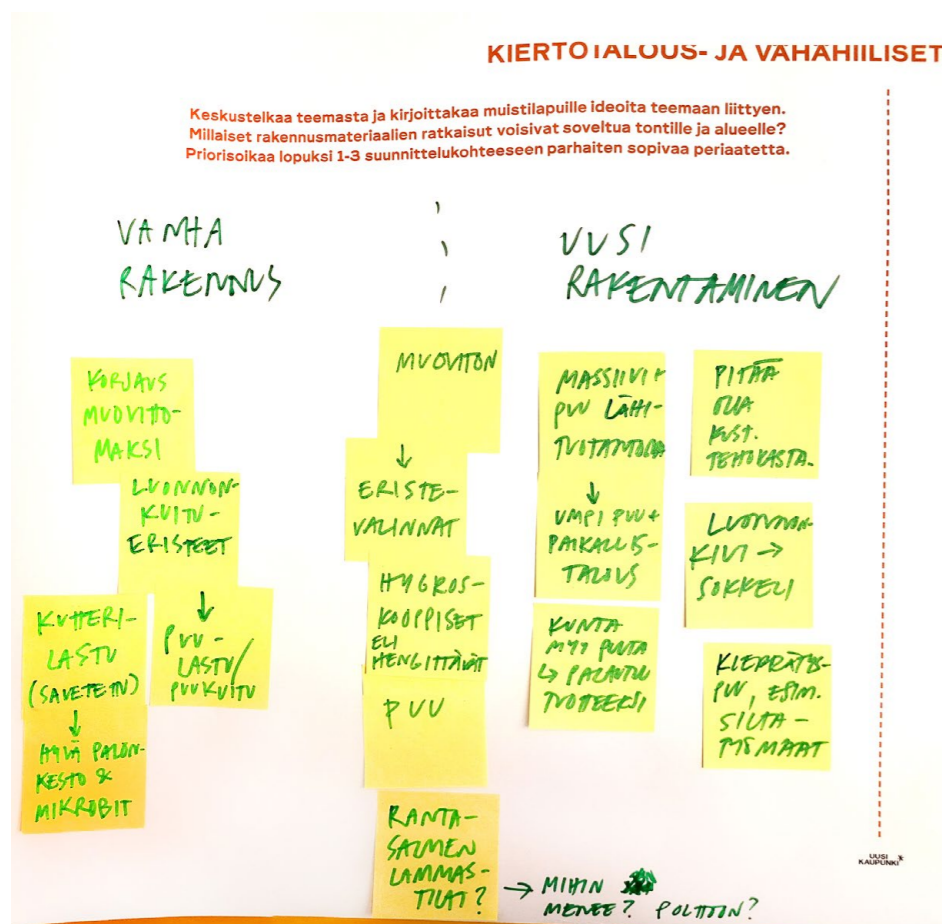 KIERTOTALOUS- JA VÄHÄHIILISET
Keskustelkaa teemasta ja kirjoittakaa muistilapuille ideoita teemaan liittyen.
Millaiset rakennusmateriaalien ratkaisut voisivat soveltua tontille ja alueelle?
Priorisoikaa lopuksi 1-3 suunnittelukohteeseen parhaiten sopivaa periaatetta.
VANHA
RAKENNUS
UUSI
RAKENTAMINEN
KORJAUS
MUOVITTO-
MAKSI
LUONNON-
KUITU-
ERISTEET
KUTTERI-
LASTU
(SAVETETTU)
↓
HYVÄ PALON-
KESTO &
MIKROBIT
↓
PUU-
LASTU/
PUUKUITU
MUOVITON
↓
ERISTE-
VALINNAT
HYGROS-
KOOPPISET
ELI
HENGITTÄVÄT
PUU
RANTA-
SALMEN
LAMMAS-
TILAT?
→ MIHIN
MENEE? POLTTOON?
MASSIIVI+
PUU LÄHI-
TUOTANTONA
↓
UMPI PUU+
PAIKALLIS-
TALOUS
KUNTA
MYY PUUTA
↳ PALAUTUU
TUOTTEEKSI
PITÄÄ
OLLA
KUST.
TEHOKASTA.
LUONNON-
KIVI →
SOKKELI
KIERRÄTYS-
PUU, ESIM.
SILTA-
TYÖMAAT
UUSI
KAUPUNKI